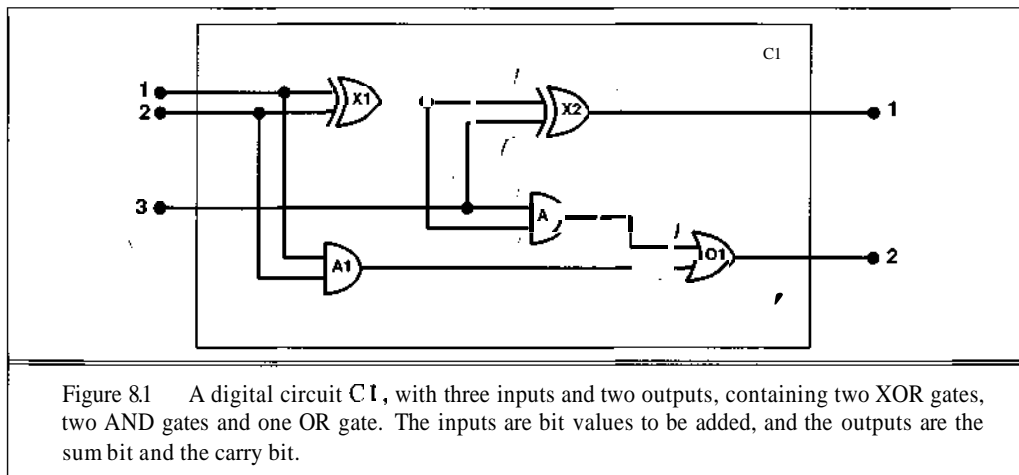 C1
1
X1
X2
1
2
3
A
A1
O1
2
Figure 8.1 A digital circuit C1, with three inputs and two outputs, containing two XOR gates,
two AND gates and one OR gate. The inputs are bit values to be added, and the outputs are the
sum bit and the carry bit.